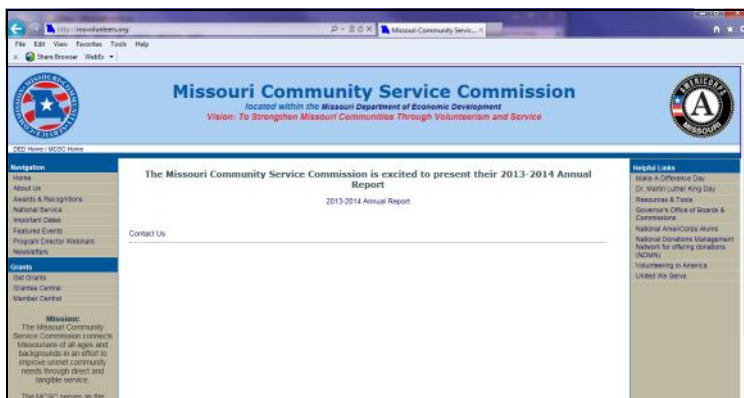 http://movolunteers.org/
Missouri Community Servic...
File Edit View Favorites Tools Help
x Share Browser WebEx
Missouri Community Service Commission
located within the Missouri Department of Economic Development
Vision: To Strengthen Missouri Communities Through Volunteerism and Service
AMERICORPS
A
MISSOURI
DED Home / MCSC Home
Navigation
Home
About Us
Awards & Recognitions
National Service
Important Dates
Featured Events
Program Director Webinars
Newsletters
Grants
Get Grants
Grantee Central
Member Central
Mission:
The Missouri Community
Service Commission connects
Missourians of all ages and
backgrounds in an effort to
improve unmet community
needs through direct and
tangible service.
The MCSC serves as the
The Missouri Community Service Commission is excited to present their 2013-2014 Annual
Report
2013-2014 Annual Report
Contact Us
Helpful Links
Make A Difference Day
Dr. Martin Luther King Day
Resources & Tools
Governor's Office of Boards &
Commissions
National AmeriCorps Alums
National Donations Management
Network for offering donations
(NDMN)
Volunteering in America
United We Serve